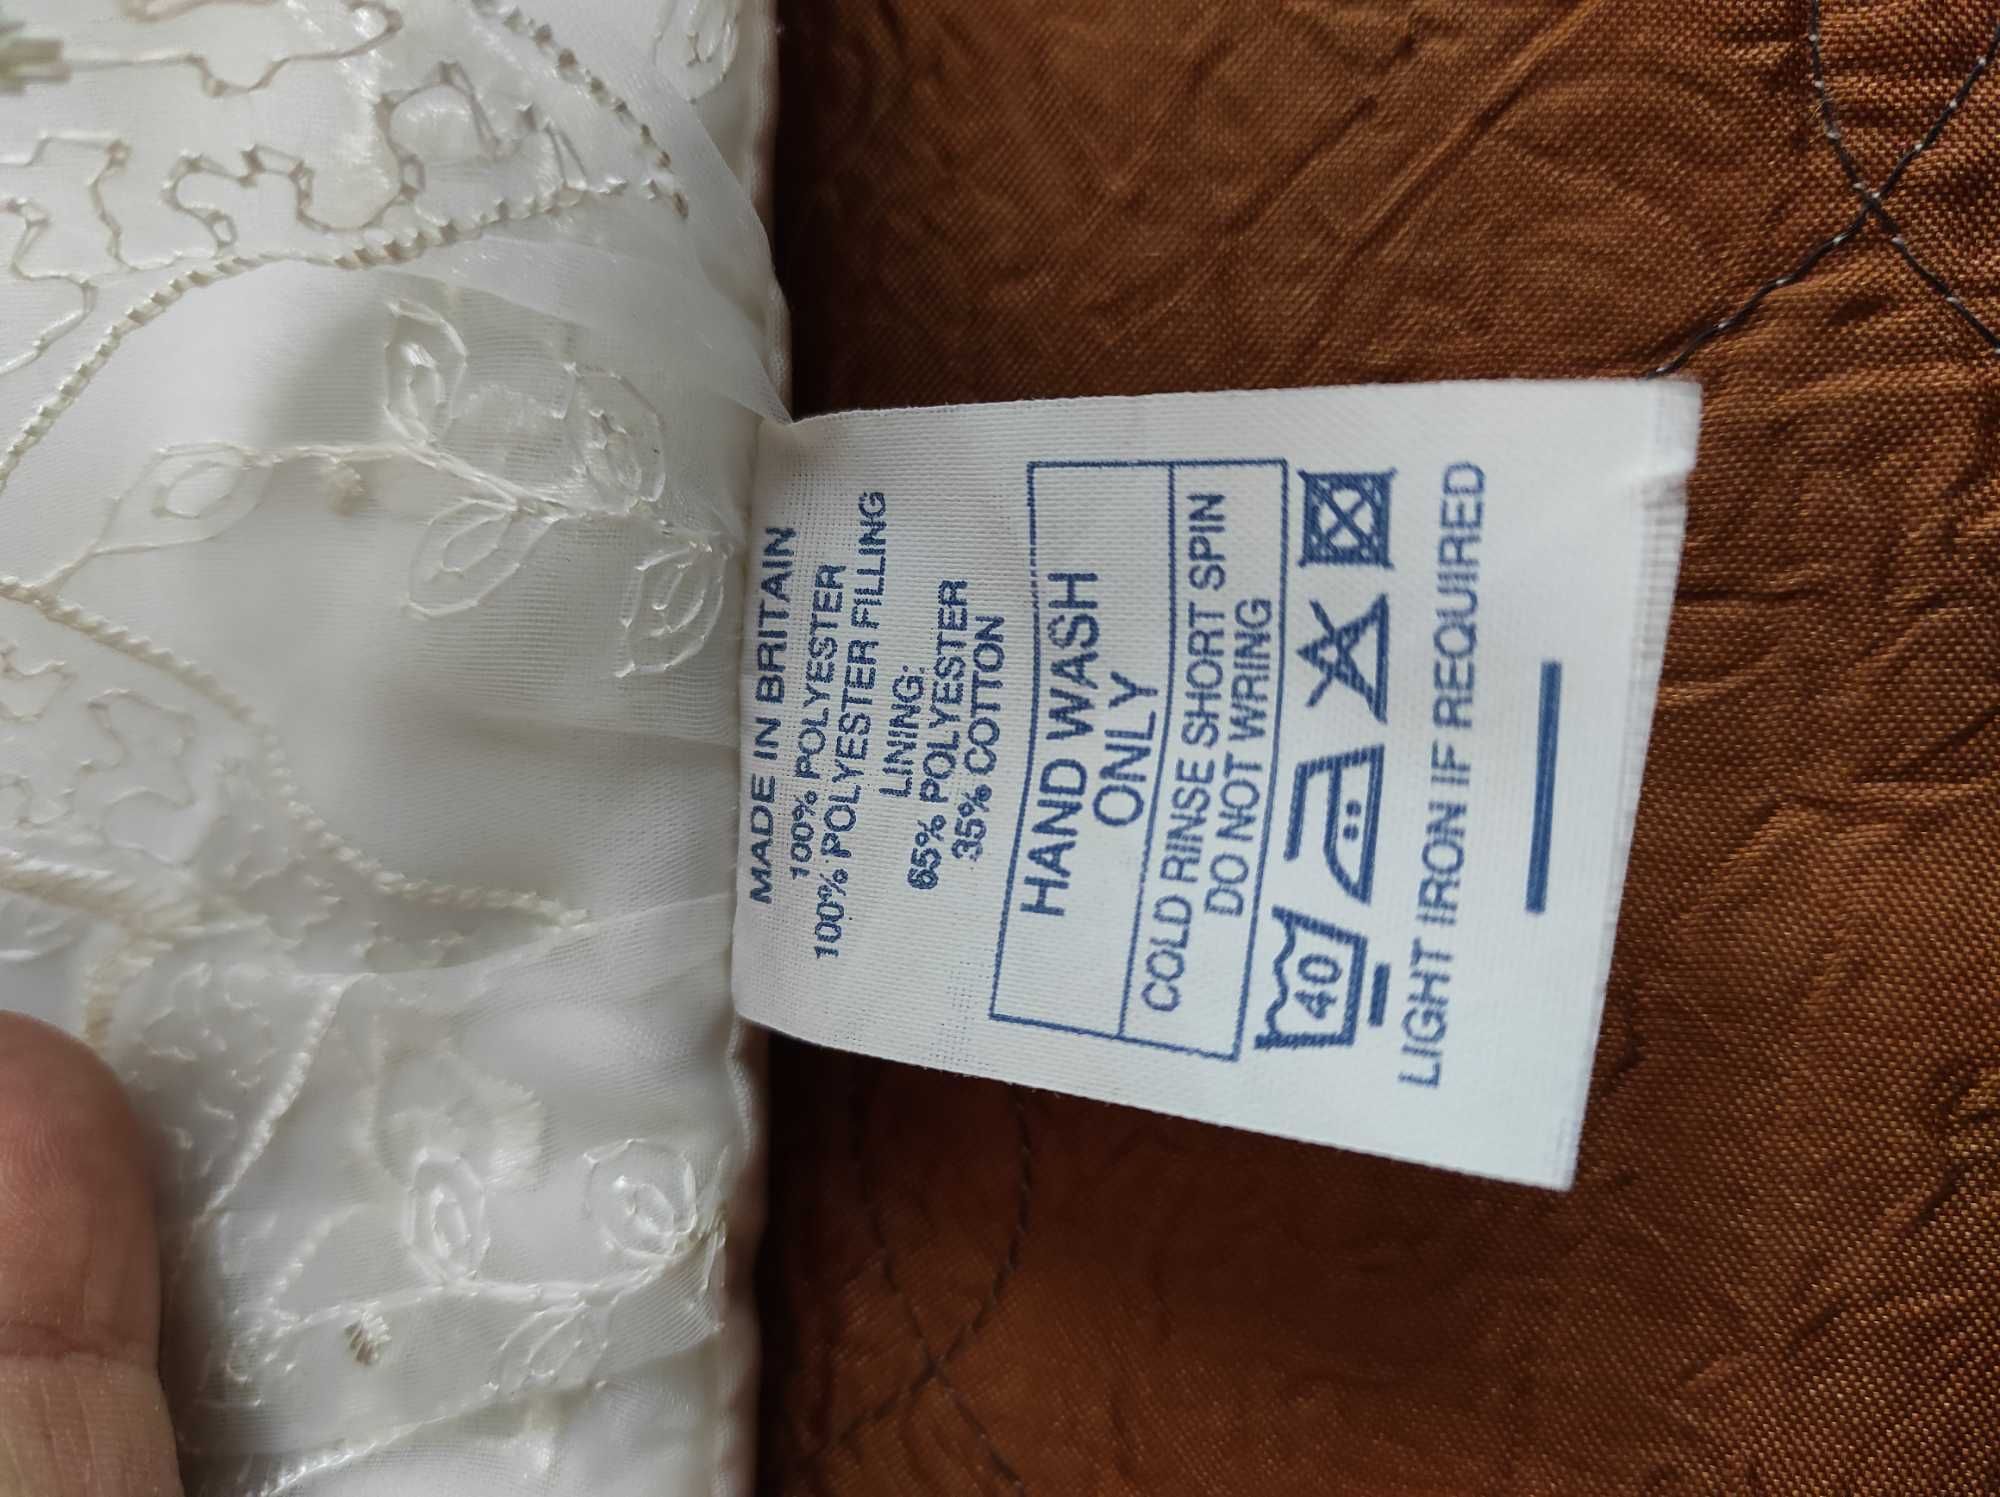 MADE IN BRITAIN
100% POLYESTER
100% POLYESTER FILLING
LINING:
65% POLYESTER
35% COTTON
HAND WASH
ONLY
COLD RINSE SHORT SPIN
DO NOT WRING
40
LIGHT IRON IF REQUIRED